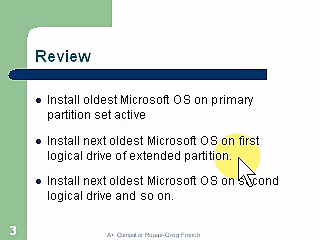 Review
Install oldest Microsoft OS on primary
partition set active
Install next oldest Microsoft OS on first
logical drive of extended partition.
Install next oldest Microsoft OS on second
logical drive and so on.
3
A+ Computer Repair-Greg French